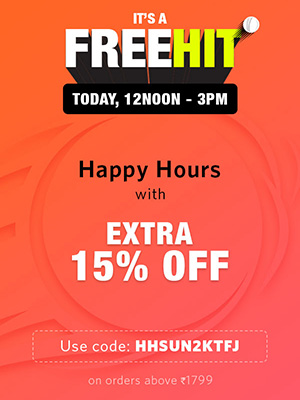 IT'S A
FREEHIT
TODAY, 12NOON - 3PM
Happy Hours
with
EXTRA
15% OFF
Use code: HHSUN2KTFJ
on orders above ₹1799